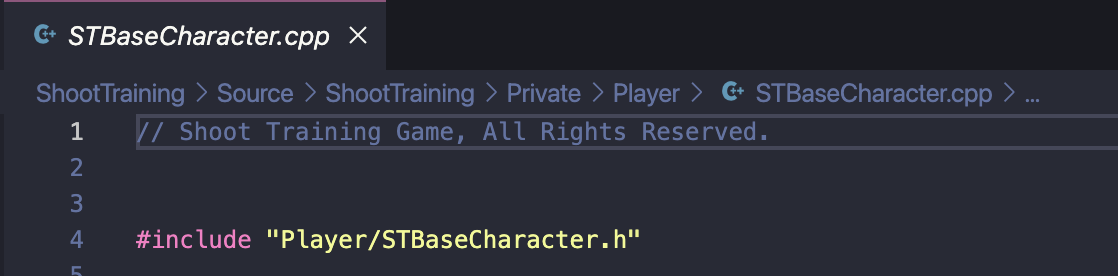 STBaseCharacter.cpp
ShootTraining > Source > ShootTraining > Private > Player > STBaseCharacter.cpp > ...
1 // Shoot Training Game, All Rights Reserved.
2
3
4 #include "Player/STBaseCharacter.h"
5